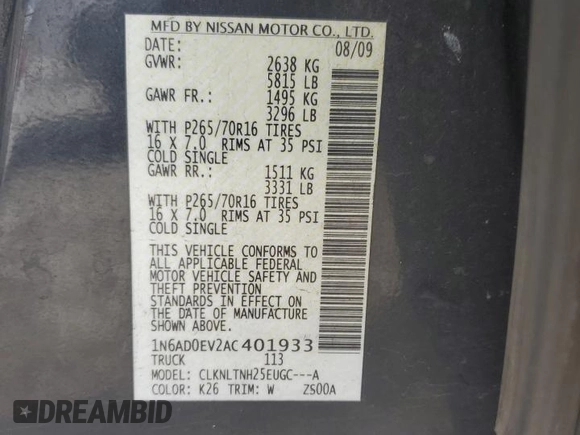 MFD BY NISSAN MOTOR CO., LTD.
DATE: 08/09
GVWR: 2638 KG
5815 LB
GAWR FR.: 1495 KG
3296 LB
WITH P265/70R16 TIRES
16 X 7.0 RIMS AT 35 PSI
COLD SINGLE
GAWR RR.: 1511 KG
3331 LB
WITH P265/70R16 TIRES
16 X 7.0 RIMS AT 35 PSI
COLD SINGLE
THIS VEHICLE CONFORMS TO
ALL APPLICABLE FEDERAL
MOTOR VEHICLE SAFETY AND
THEFT PREVENTION
STANDARDS IN EFFECT ON
THE DATE OF MANUFACTURE
SHOWN ABOVE.
1N6AD0EV2AC401933
TRUCK 113
MODEL: CLKNLTNH25EUGC---A
COLOR: K26 TRIM: W ZS00A
EPICVIN
EPICVIN.COM